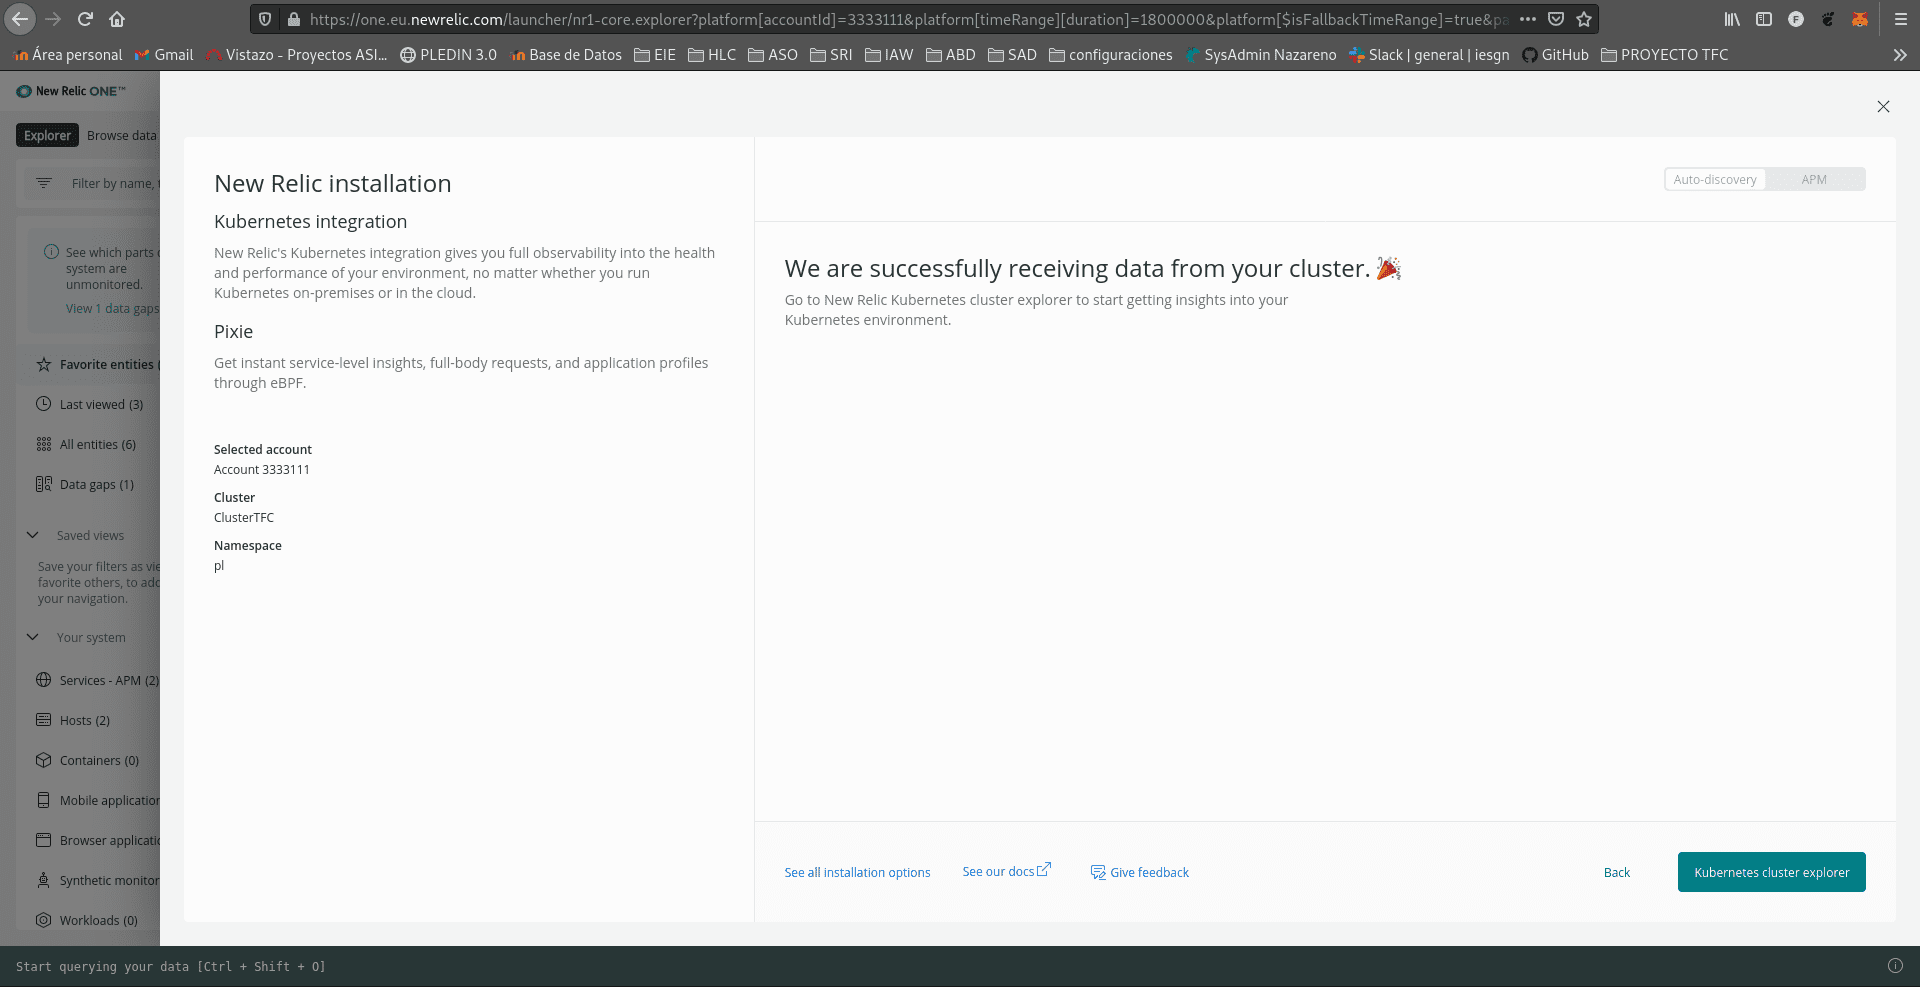 https://one.eu.newrelic.com/launcher/nr1-core.explorer?platform[accountId]=3333111&platform[timeRange][duration]=1800000&platform[$isFallbackTimeRange]=true&pa
Área personal Gmail Vistazo - Proyectos ASI... PLEDIN 3.0 Base de Datos EIE HLC ASO SRI IAW ABD SAD configuraciones SysAdmin Nazareno Slack | general | iesgn GitHub PROYECTO TFC
New Relic ONE™
Explorer Browse data
Filter by name,
See which parts
system are
unmonitored.
View 1 data gaps
Favorite entities (
Last viewed (3)
All entities (6)
Data gaps (1)
Saved views
Save your filters as vie
favorite others, to add
your navigation.
Your system
Services - APM (2)
Hosts (2)
Containers (0)
Mobile application
Browser applicatio
Synthetic monitor
Workloads (0)
New Relic installation
Kubernetes integration
New Relic's Kubernetes integration gives you full observability into the health
and performance of your environment, no matter whether you run
Kubernetes on-premises or in the cloud.
Pixie
Get instant service-level insights, full-body requests, and application profiles
through eBPF.
Selected account
Account 3333111
Cluster
ClusterTFC
Namespace
pl
Auto-discovery APM
We are successfully receiving data from your cluster. 🎉
Go to New Relic Kubernetes cluster explorer to start getting insights into your
Kubernetes environment.
See all installation options See our docs Give feedback Back Kubernetes cluster explorer
Start querying your data [Ctrl + Shift + O]